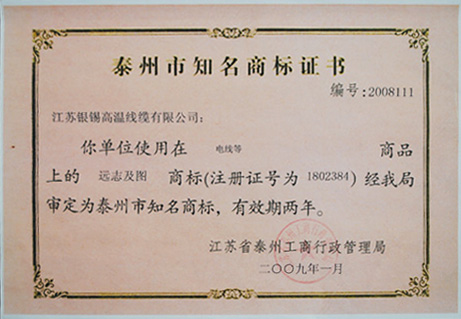 泰州市知名商标证书
编号:2008111
江苏银锡高温线缆有限公司:
你单位使用在 电线等 商品
上的 远志及图 商标(注册证号为 1802384) 经我局
审定为泰州市知名商标,有效期两年。
江苏省泰州工商行政管理局
二〇〇九年一月